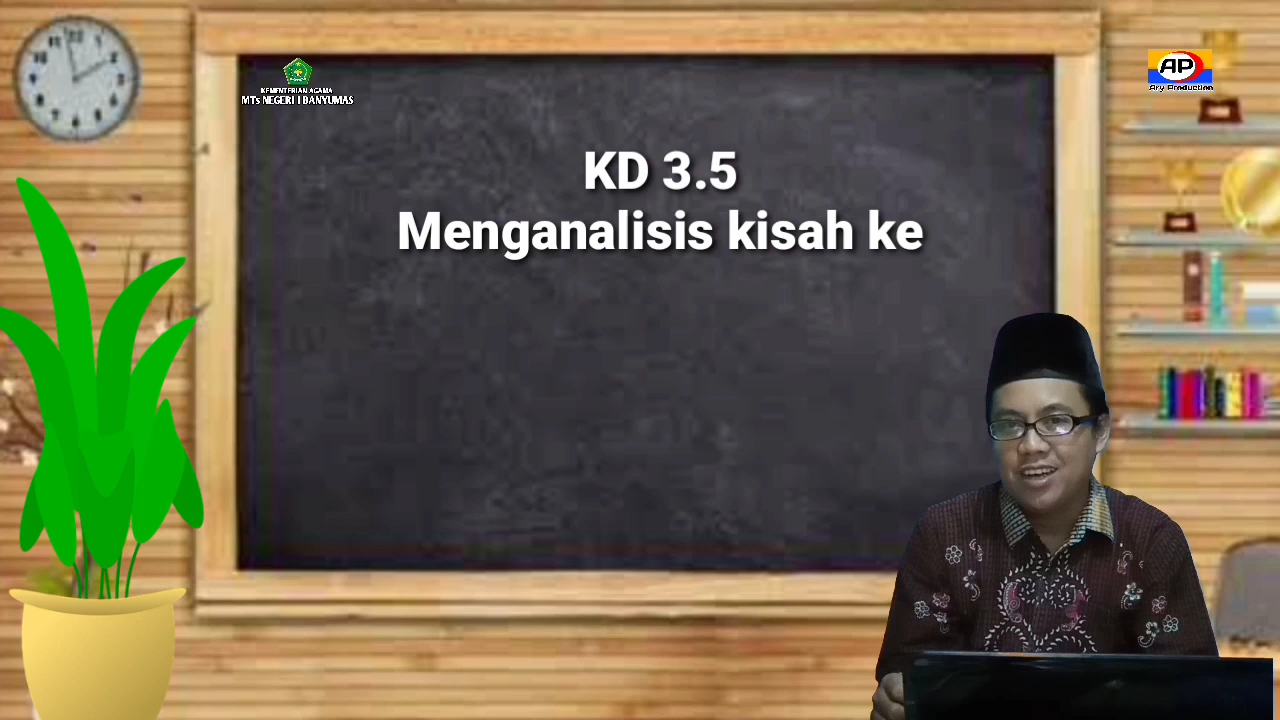 KEMENTERIAN AGAMA
MTs NEGERI 1 BANYUMAS
AP
Ary Production
KD 3.5
Menganalisis kisah ke